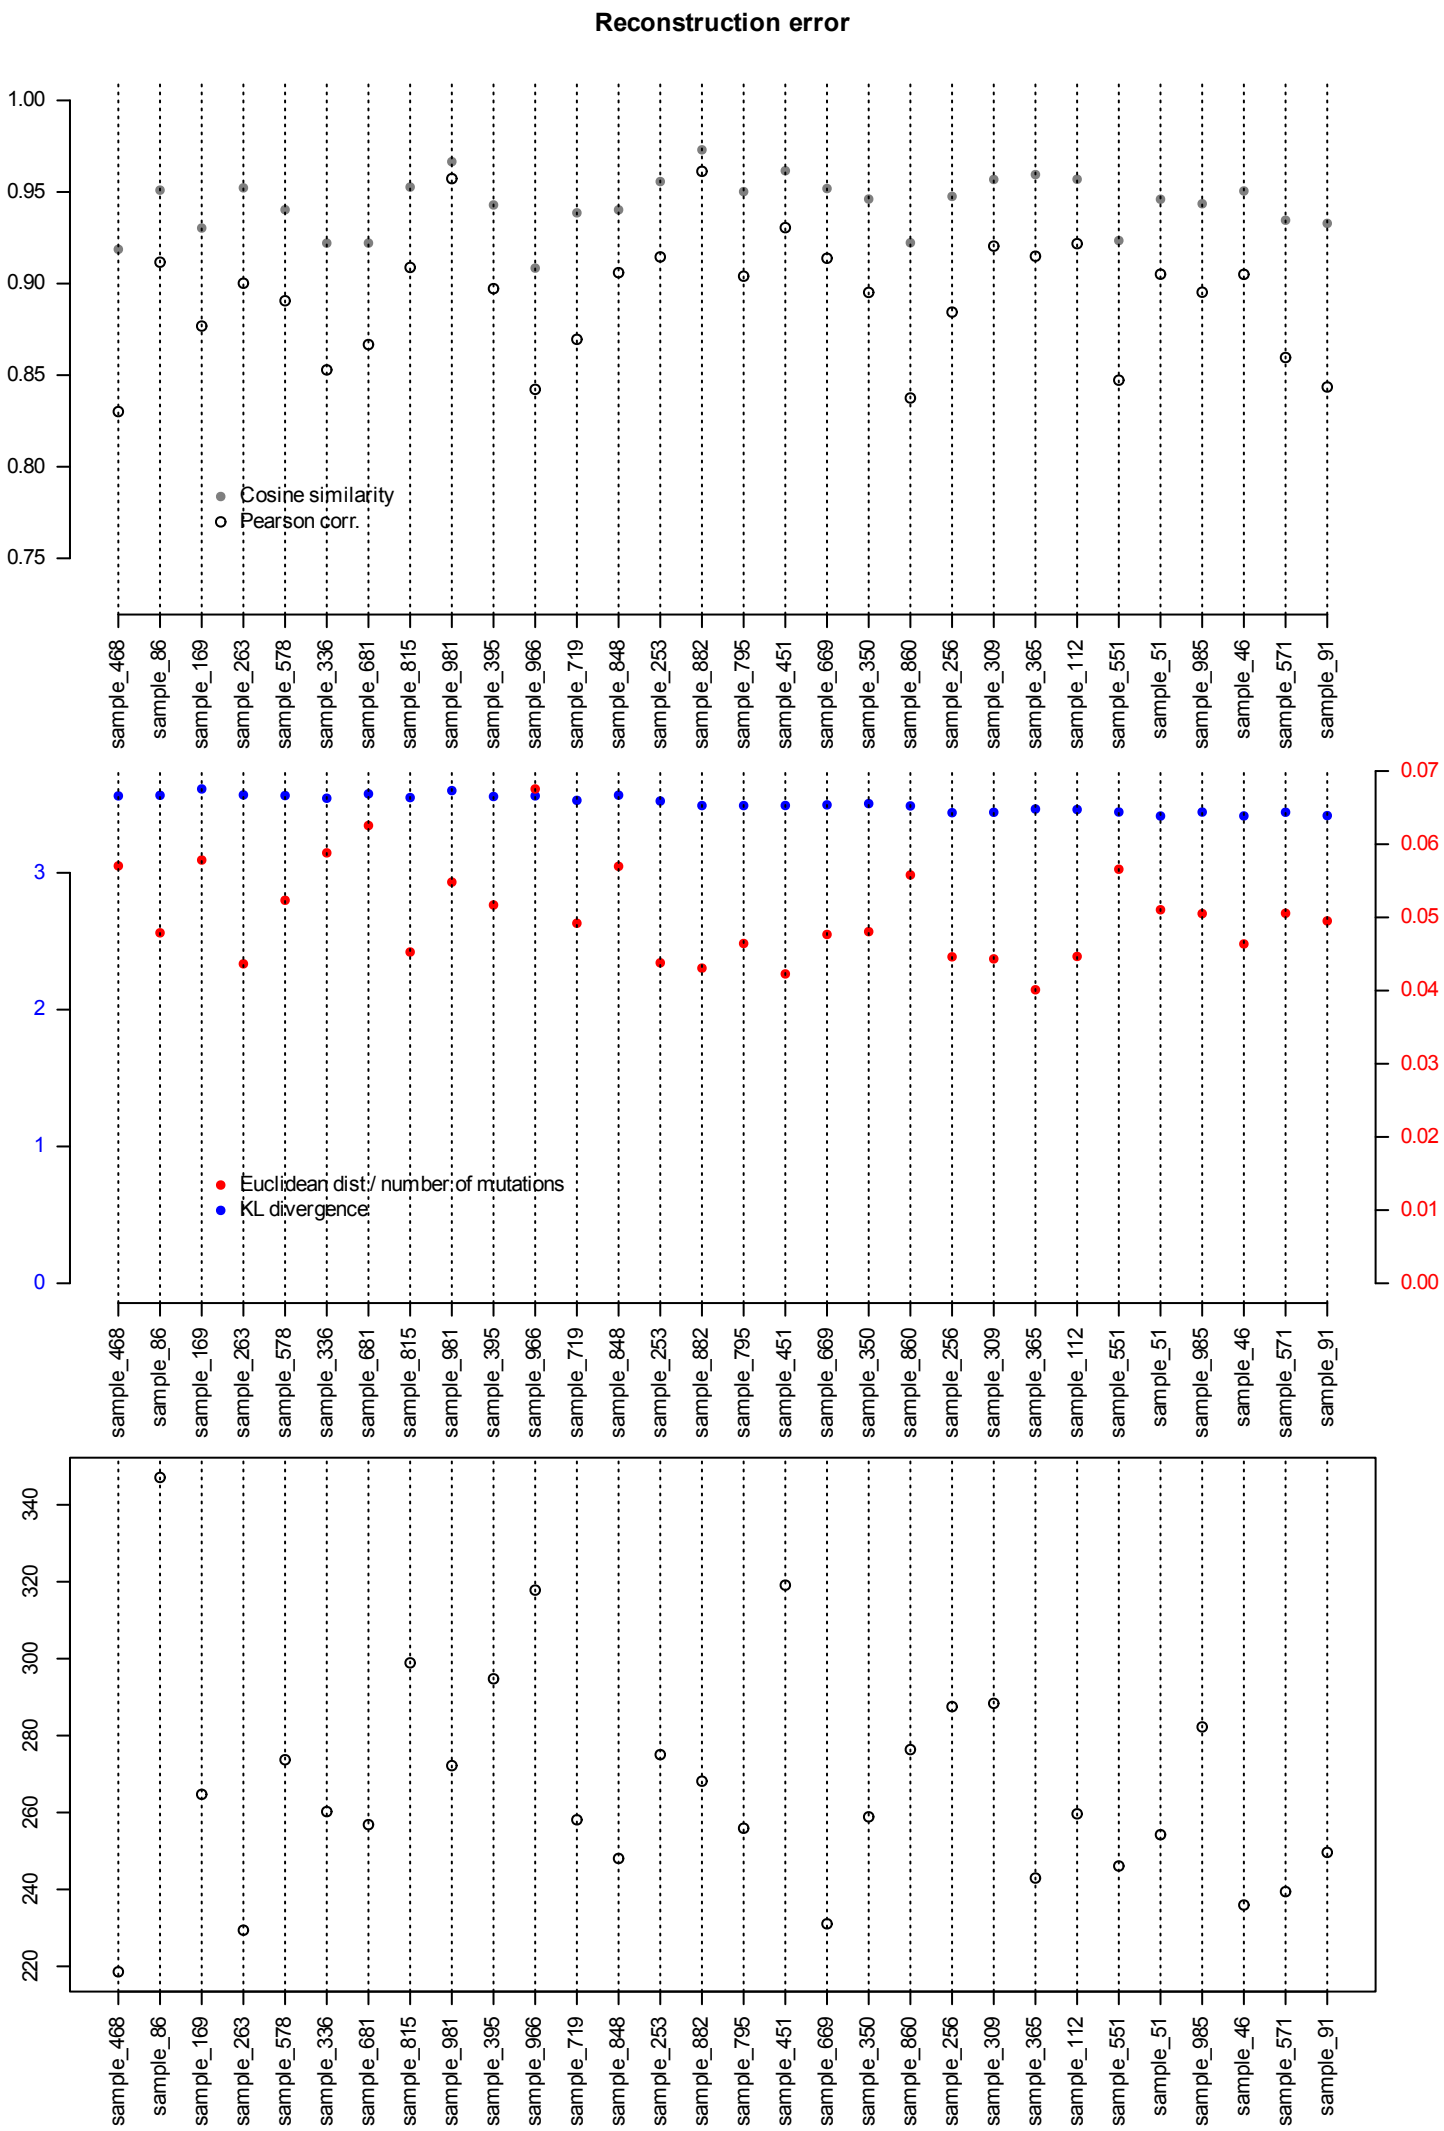 Reconstruction error
1.00
0.95
0.90
0.85
0.80
0.75
Cosine similarity
Pearson corr.
sample_468
sample_86
sample_169
sample_263
sample_578
sample_336
sample_681
sample_815
sample_981
sample_395
sample_966
sample_719
sample_848
sample_253
sample_882
sample_795
sample_451
sample_669
sample_350
sample_860
sample_256
sample_309
sample_365
sample_112
sample_551
sample_51
sample_985
sample_46
sample_571
sample_91
3
2
1
0
0.07
0.06
0.05
0.04
0.03
0.02
0.01
0.00
Euclidean dist./ number of mutations
KL divergence
sample_468
sample_86
sample_169
sample_263
sample_578
sample_336
sample_681
sample_815
sample_981
sample_395
sample_966
sample_719
sample_848
sample_253
sample_882
sample_795
sample_451
sample_669
sample_350
sample_860
sample_256
sample_309
sample_365
sample_112
sample_551
sample_51
sample_985
sample_46
sample_571
sample_91
340
320
300
280
260
240
220
sample_468
sample_86
sample_169
sample_263
sample_578
sample_336
sample_681
sample_815
sample_981
sample_395
sample_966
sample_719
sample_848
sample_253
sample_882
sample_795
sample_451
sample_669
sample_350
sample_860
sample_256
sample_309
sample_365
sample_112
sample_551
sample_51
sample_985
sample_46
sample_571
sample_91